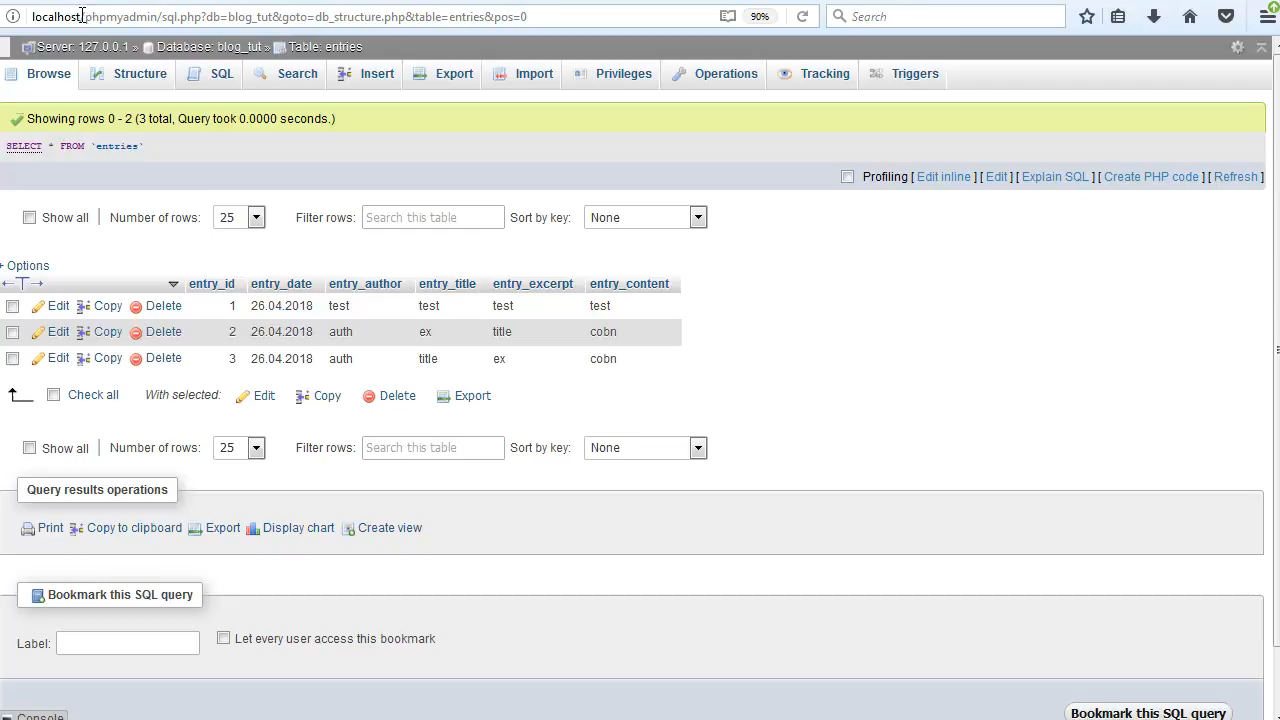 localhost/phpmyadmin/sql.php?db=blog_tut&goto=db_structure.php&table=entries&pos=0 90% Search
Server: 127.0.0.1 » Database: blog_tut » Table: entries
Browse Structure SQL Search Insert Export Import Privileges Operations Tracking Triggers
Showing rows 0 - 2 (3 total, Query took 0.0000 seconds.)
SELECT * FROM `entries`
Profiling [ Edit inline ] [ Edit ] [ Explain SQL ] [ Create PHP code ] [ Refresh ]
Show all | Number of rows: 25 Filter rows: Search this table Sort by key: None
+ Options
←T→ entry_id entry_date entry_author entry_title entry_excerpt entry_content
Edit Copy Delete 1 26.04.2018 test test test test
Edit Copy Delete 2 26.04.2018 auth ex title cobn
Edit Copy Delete 3 26.04.2018 auth title ex cobn
Check all With selected: Edit Copy Delete Export
Show all | Number of rows: 25 Filter rows: Search this table Sort by key: None
Query results operations
Print Copy to clipboard Export Display chart Create view
Bookmark this SQL query
Label: Let every user access this bookmark
Bookmark this SQL query
Console